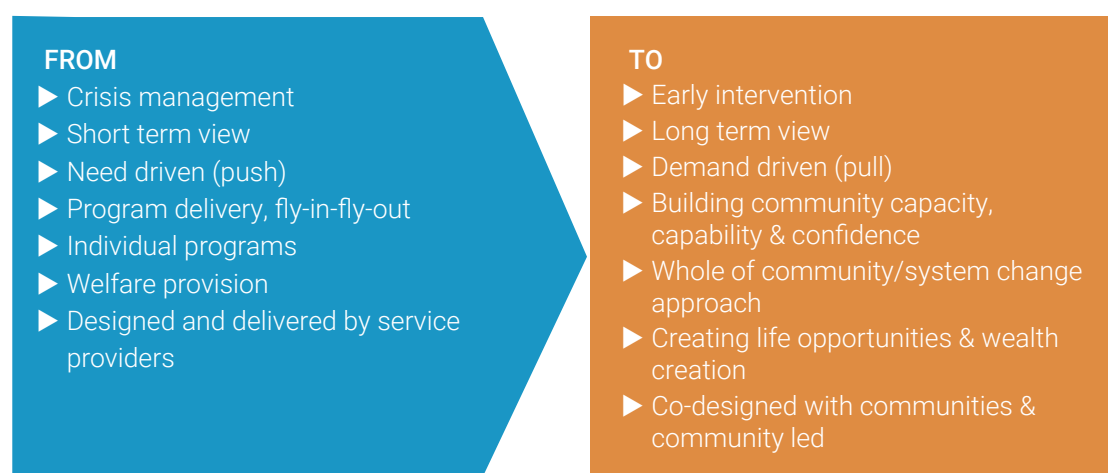 FROM
▶ Crisis management
▶ Short term view
▶ Need driven (push)
▶ Program delivery, fly-in-fly-out
▶ Individual programs
▶ Welfare provision
▶ Designed and delivered by service
providers
TO
▶ Early intervention
▶ Long term view
▶ Demand driven (pull)
▶ Building community capacity,
capability & confidence
▶ Whole of community/system change
approach
▶ Creating life opportunities & wealth
creation
▶ Co-designed with communities &
community led